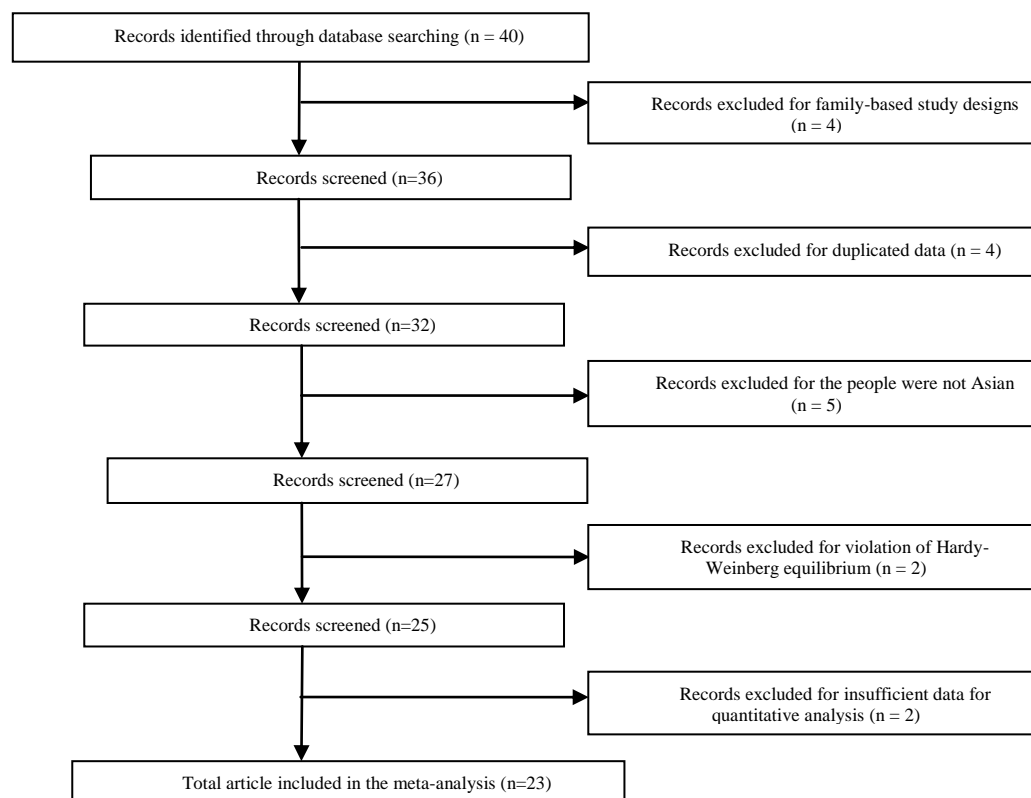 Records identified through database searching (n = 40)
Records excluded for family-based study designs
(n = 4)
Records screened (n=36)
Records excluded for duplicated data (n = 4)
Records screened (n=32)
Records excluded for the people were not Asian
(n = 5)
Records screened (n=27)
Records excluded for violation of Hardy-
Weinberg equilibrium (n = 2)
Records screened (n=25)
Records excluded for insufficient data for
quantitative analysis (n = 2)
Total article included in the meta-analysis (n=23)